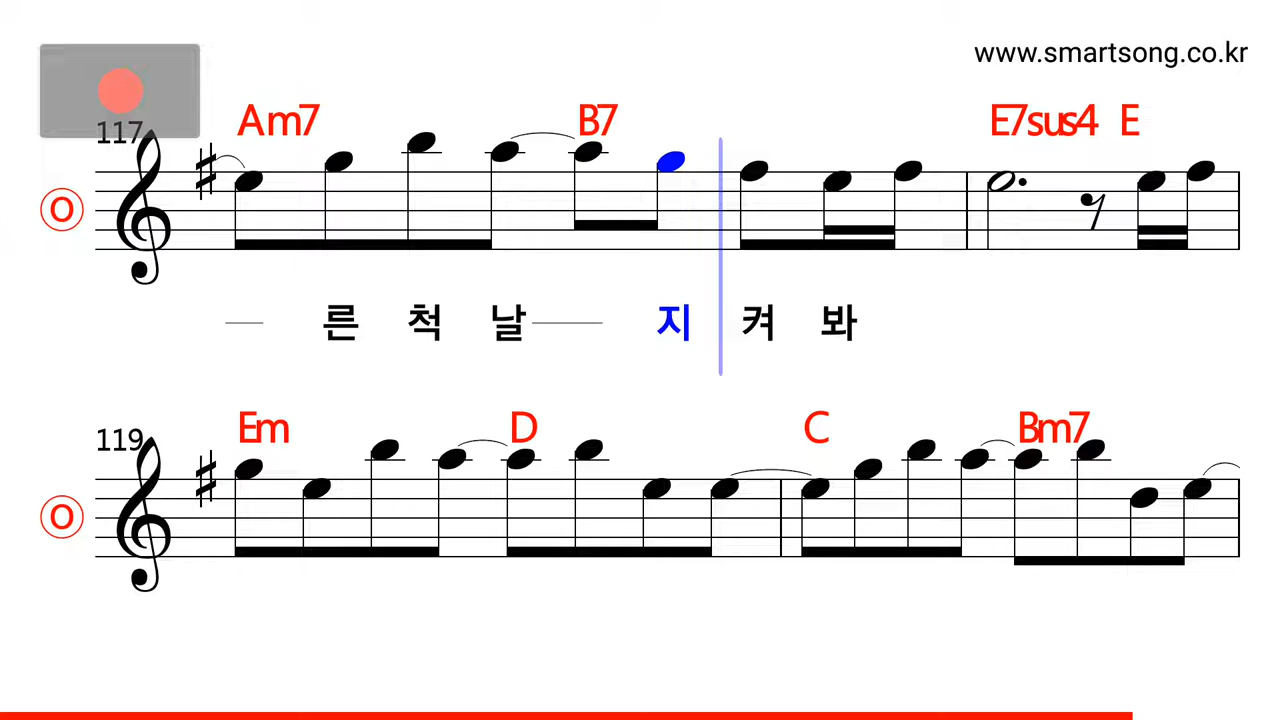 www.smartsong.co.kr
Am7 B7 E7sus4 E
117
O
른 척 날 지 켜 봐
Em D C Bm7
119
O